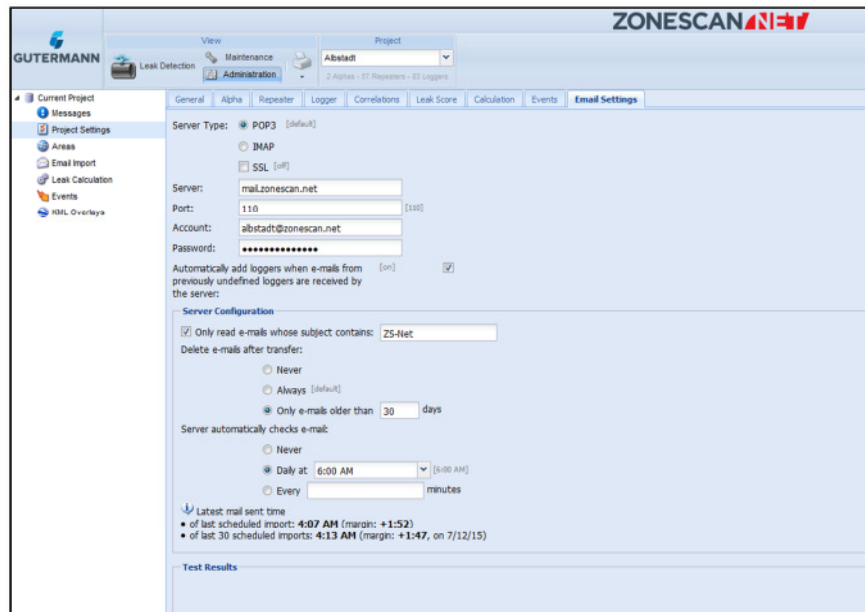 ZONESCAN.NET
GUTERMANN
View
Project
Leak Detection
Maintenance
Administration
Albstadt
2 Alphas - 57 Repeaters - 83 Loggers
Current Project
Messages
Project Settings
Areas
Email Import
Leak Calculation
Events
KML Overlays
General Alpha Repeater Logger Correlations Leak Score Calculation Events Email Settings
Server Type: POP3 [default]
IMAP
SSL [off]
Server: mail.zonescan.net
Port: 110 [110]
Account: albstadt@zonescan.net
Password: ••••••••••••••
Automatically add loggers when e-mails from [on]
previously undefined loggers are received by
the server:
Server Configuration
Only read e-mails whose subject contains: ZS-Net
Delete e-mails after transfer:
Never
Always [default]
Only e-mails older than 30 days
Server automatically checks e-mail:
Never
Daily at 6:00 AM [6:00 AM]
Every minutes
Latest mail sent time
• of last scheduled import: 4:07 AM (margin: +1:52)
• of last 30 scheduled imports: 4:13 AM (margin: +1:47, on 7/12/15)
Test Results